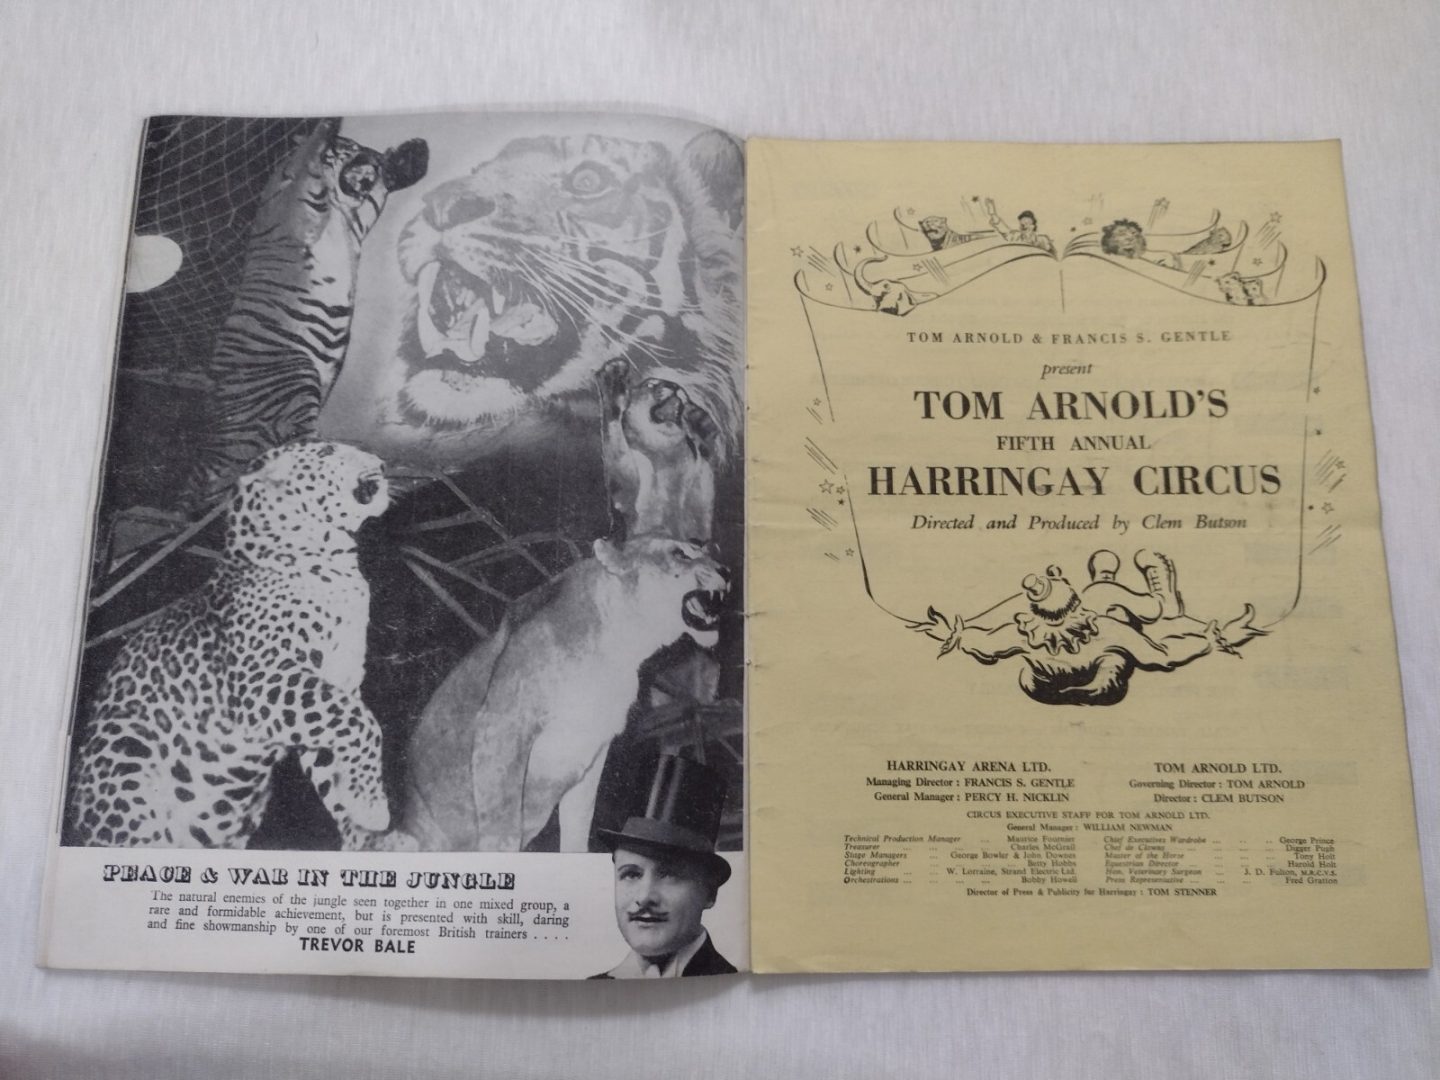 PEACE & WAR IN THE JUNGLE
The natural enemies of the jungle seen together in one mixed group, a
rare and formidable achievement, but is presented with skill, daring
and fine showmanship by one of our foremost British trainers ....
TREVOR BALE
TOM ARNOLD & FRANCIS S. GENTLE
present
TOM ARNOLD'S
FIFTH ANNUAL
HARRINGAY CIRCUS
Directed and Produced by Clem Butson
HARRINGAY ARENA LTD.
Managing Director : FRANCIS S. GENTLE
General Manager : PERCY H. NICKLIN
TOM ARNOLD LTD.
Governing Director : TOM ARNOLD
Director : CLEM BUTSON
CIRCUS EXECUTIVE STAFF FOR TOM ARNOLD LTD.
General Manager : WILLIAM NEWMAN
Technical Production Manager ... Maurice Fournier
Treasurer ... ... ... Charles McGrail
Stage Managers ... George Bowler & John Downes
Choreographer ... ... Betty Hobbs
Lighting ... W. Lorraine, Strand Electric Ltd.
Orchestrations ... ... ... Bobby Howell
Chief Executives Wardrobe ... ... ... George Prince
Chef de Clowns ... ... ... Digger Pugh
Master of the Horse ... ... ... Tony Holt
Equestrian Director ... ... ... Harold Holt
Hon. Veterinary Surgeon ... J. D. Fulton, M.R.C.V.S.
Press Representative ... ... ... Fred Gratton
Director of Press & Publicity for Harringay : TOM STENNER